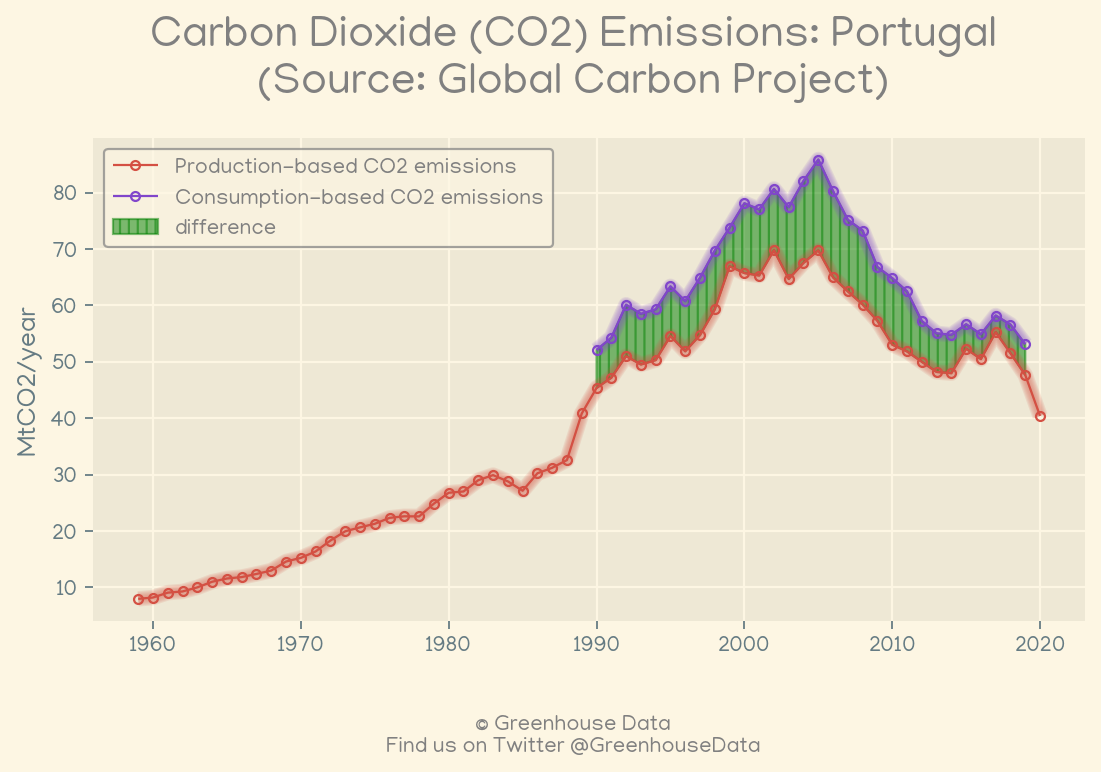 Carbon Dioxide (CO2) Emissions: Portugal
(Source: Global Carbon Project)
Production-based CO2 emissions
Consumption-based CO2 emissions
difference
MtCO2/year
80
70
60
50
40
30
20
10
1960 1970 1980 1990 2000 2010 2020
© Greenhouse Data
Find us on Twitter @GreenhouseData